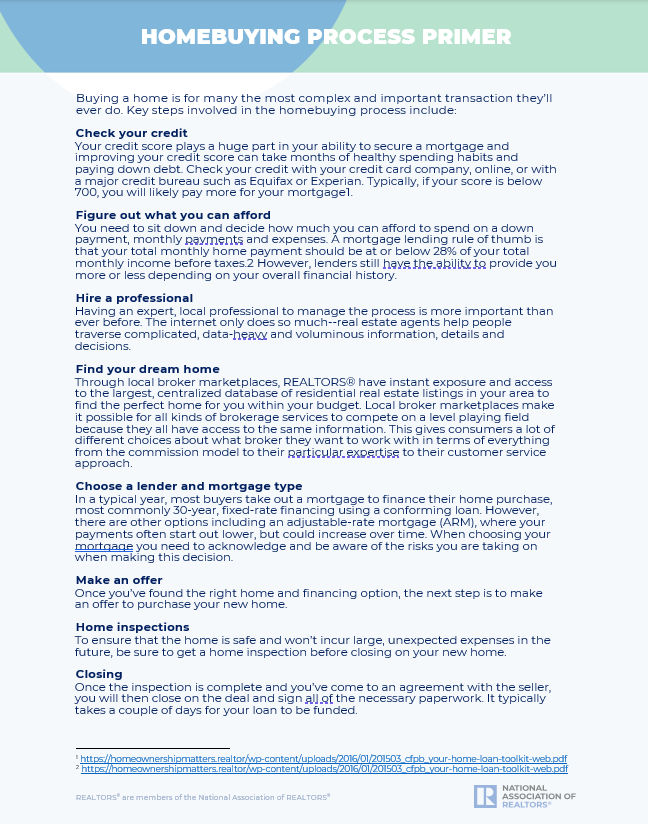 HOMEBUYING PROCESS PRIMER
Buying a home is for many the most complex and important transaction they'll
ever do. Key steps involved in the homebuying process include:
Check your credit
Your credit score plays a huge part in your ability to secure a mortgage and
improving your credit score can take months of healthy spending habits and
paying down debt. Check your credit with your credit card company, online, or with
a major credit bureau such as Equifax or Experian. Typically, if your score is below
700, you will likely pay more for your mortgage1.
Figure out what you can afford
You need to sit down and decide how much you can afford to spend on a down
payment, monthly payments and expenses. A mortgage lending rule of thumb is
that your total monthly home payment should be at or below 28% of your total
monthly income before taxes.2 However, lenders still have the ability to provide you
more or less depending on your overall financial history.
Hire a professional
Having an expert, local professional to manage the process is more important than
ever before. The internet only does so much--real estate agents help people
traverse complicated, data-heavy and voluminous information, details and
decisions.
Find your dream home
Through local broker marketplaces, REALTORS® have instant exposure and access
to the largest, centralized database of residential real estate listings in your area to
find the perfect home for you within your budget. Local broker marketplaces make
it possible for all kinds of brokerage services to compete on a level playing field
because they all have access to the same information. This gives consumers a lot of
different choices about what broker they want to work with in terms of everything
from the commission model to their particular expertise to their customer service
approach.
Choose a lender and mortgage type
In a typical year, most buyers take out a mortgage to finance their home purchase,
most commonly 30-year, fixed-rate financing using a conforming loan. However,
there are other options including an adjustable-rate mortgage (ARM), where your
payments often start out lower, but could increase over time. When choosing your
mortgage you need to acknowledge and be aware of the risks you are taking on
when making this decision.
Make an offer
Once you've found the right home and financing option, the next step is to make
an offer to purchase your new home.
Home inspections
To ensure that the home is safe and won't incur large, unexpected expenses in the
future, be sure to get a home inspection before closing on your new home.
Closing
Once the inspection is complete and you've come to an agreement with the seller,
you will then close on the deal and sign all of the necessary paperwork. It typically
takes a couple of days for your loan to be funded.
¹ https://homeownershipmatters.realtor/wp-content/uploads/2016/01/201503_cfpb_your-home-loan-toolkit-web.pdf
² https://homeownershipmatters.realtor/wp-content/uploads/2016/01/201503_cfpb_your-home-loan-toolkit-web.pdf
REALTORS® are members of the National Association of REALTORS®
R
NATIONAL
ASSOCIATION OF
REALTORS®